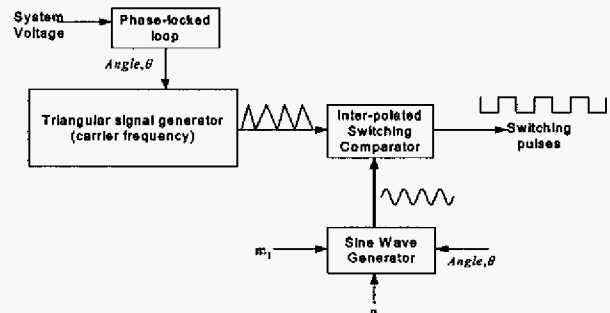 System
Voltage
Phase-locked
loop
Angle,θ
Triangular signal generator
(carrier frequency)
Inter-polated
Switching
Comparator
Switching
pulses
Sine Wave
Generator
m₁
Angle,θ